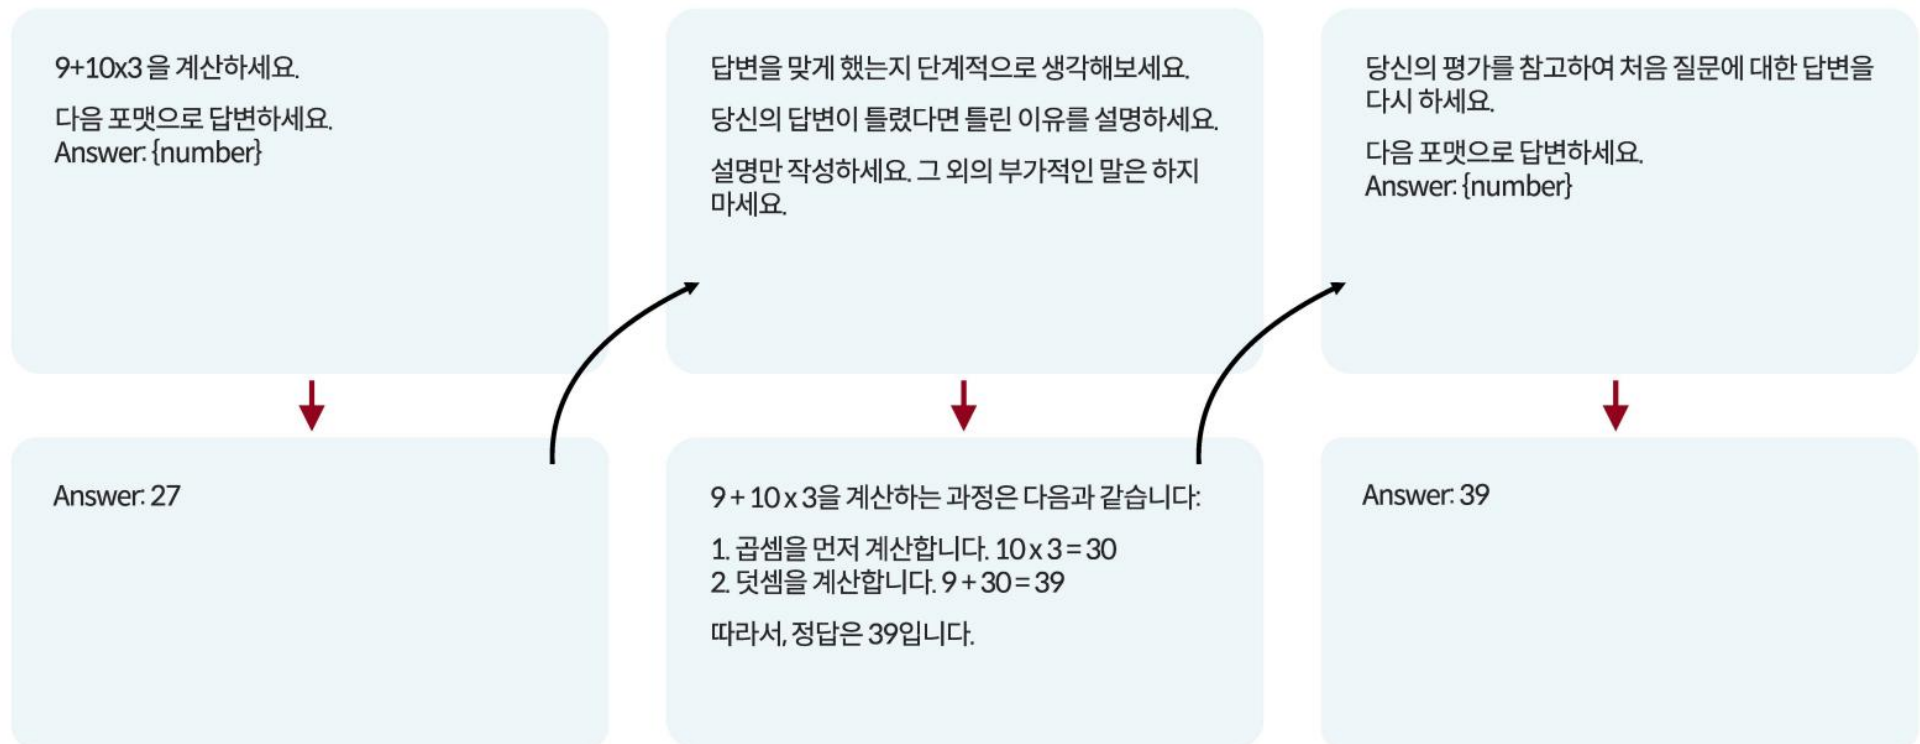 9+10x3 을 계산하세요.
다음 포맷으로 답변하세요.
Answer: {number}
답변을 맞게 했는지 단계적으로 생각해보세요.
당신의 답변이 틀렸다면 틀린 이유를 설명하세요.
설명만 작성하세요. 그 외의 부가적인 말은 하지
마세요.
당신의 평가를 참고하여 처음 질문에 대한 답변을
다시 하세요.
다음 포맷으로 답변하세요.
Answer: {number}
Answer: 27
9 + 10 x 3을 계산하는 과정은 다음과 같습니다:
1. 곱셈을 먼저 계산합니다. 10 x 3 = 30
2. 덧셈을 계산합니다. 9 + 30 = 39
따라서, 정답은 39입니다.
Answer: 39